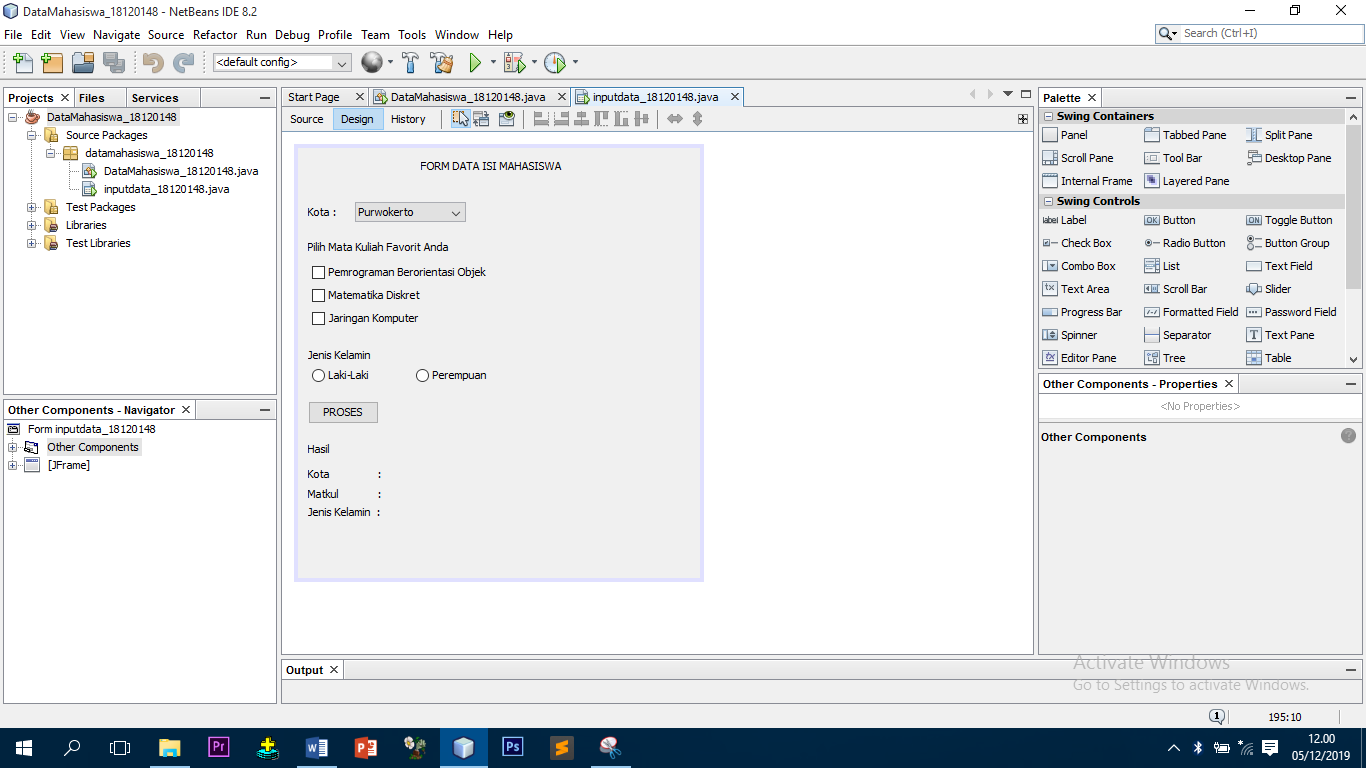 DataMahasiswa_18120148 - NetBeans IDE 8.2
File Edit View Navigate Source Refactor Run Debug Profile Team Tools Window Help
Search (Ctrl+I)
<default config>
Projects Files Services
DataMahasiswa_18120148
Source Packages
datamahasiswa_18120148
DataMahasiswa_18120148.java
inputdata_18120148.java
Test Packages
Libraries
Test Libraries
Other Components - Navigator
Form inputdata_18120148
Other Components
[JFrame]
Start Page DataMahasiswa_18120148.java inputdata_18120148.java
Source Design History
FORM DATA ISI MAHASISWA
Kota : Purwokerto
Pilih Mata Kuliah Favorit Anda
Pemrograman Berorientasi Objek
Matematika Diskret
Jaringan Komputer
Jenis Kelamin
Laki-Laki Perempuan
PROSES
Hasil
Kota :
Matkul :
Jenis Kelamin :
Output
Palette
Swing Containers
Panel Tabbed Pane Split Pane
Scroll Pane Tool Bar Desktop Pane
Internal Frame Layered Pane
Swing Controls
Label Button Toggle Button
Check Box Radio Button Button Group
Combo Box List Text Field
Text Area Scroll Bar Slider
Progress Bar Formatted Field Password Field
Spinner Separator Text Pane
Editor Pane Tree Table
Other Components - Properties
<No Properties>
Other Components
Activate Windows
Go to Settings to activate Windows.
1 195:10
12.00
05/12/2019